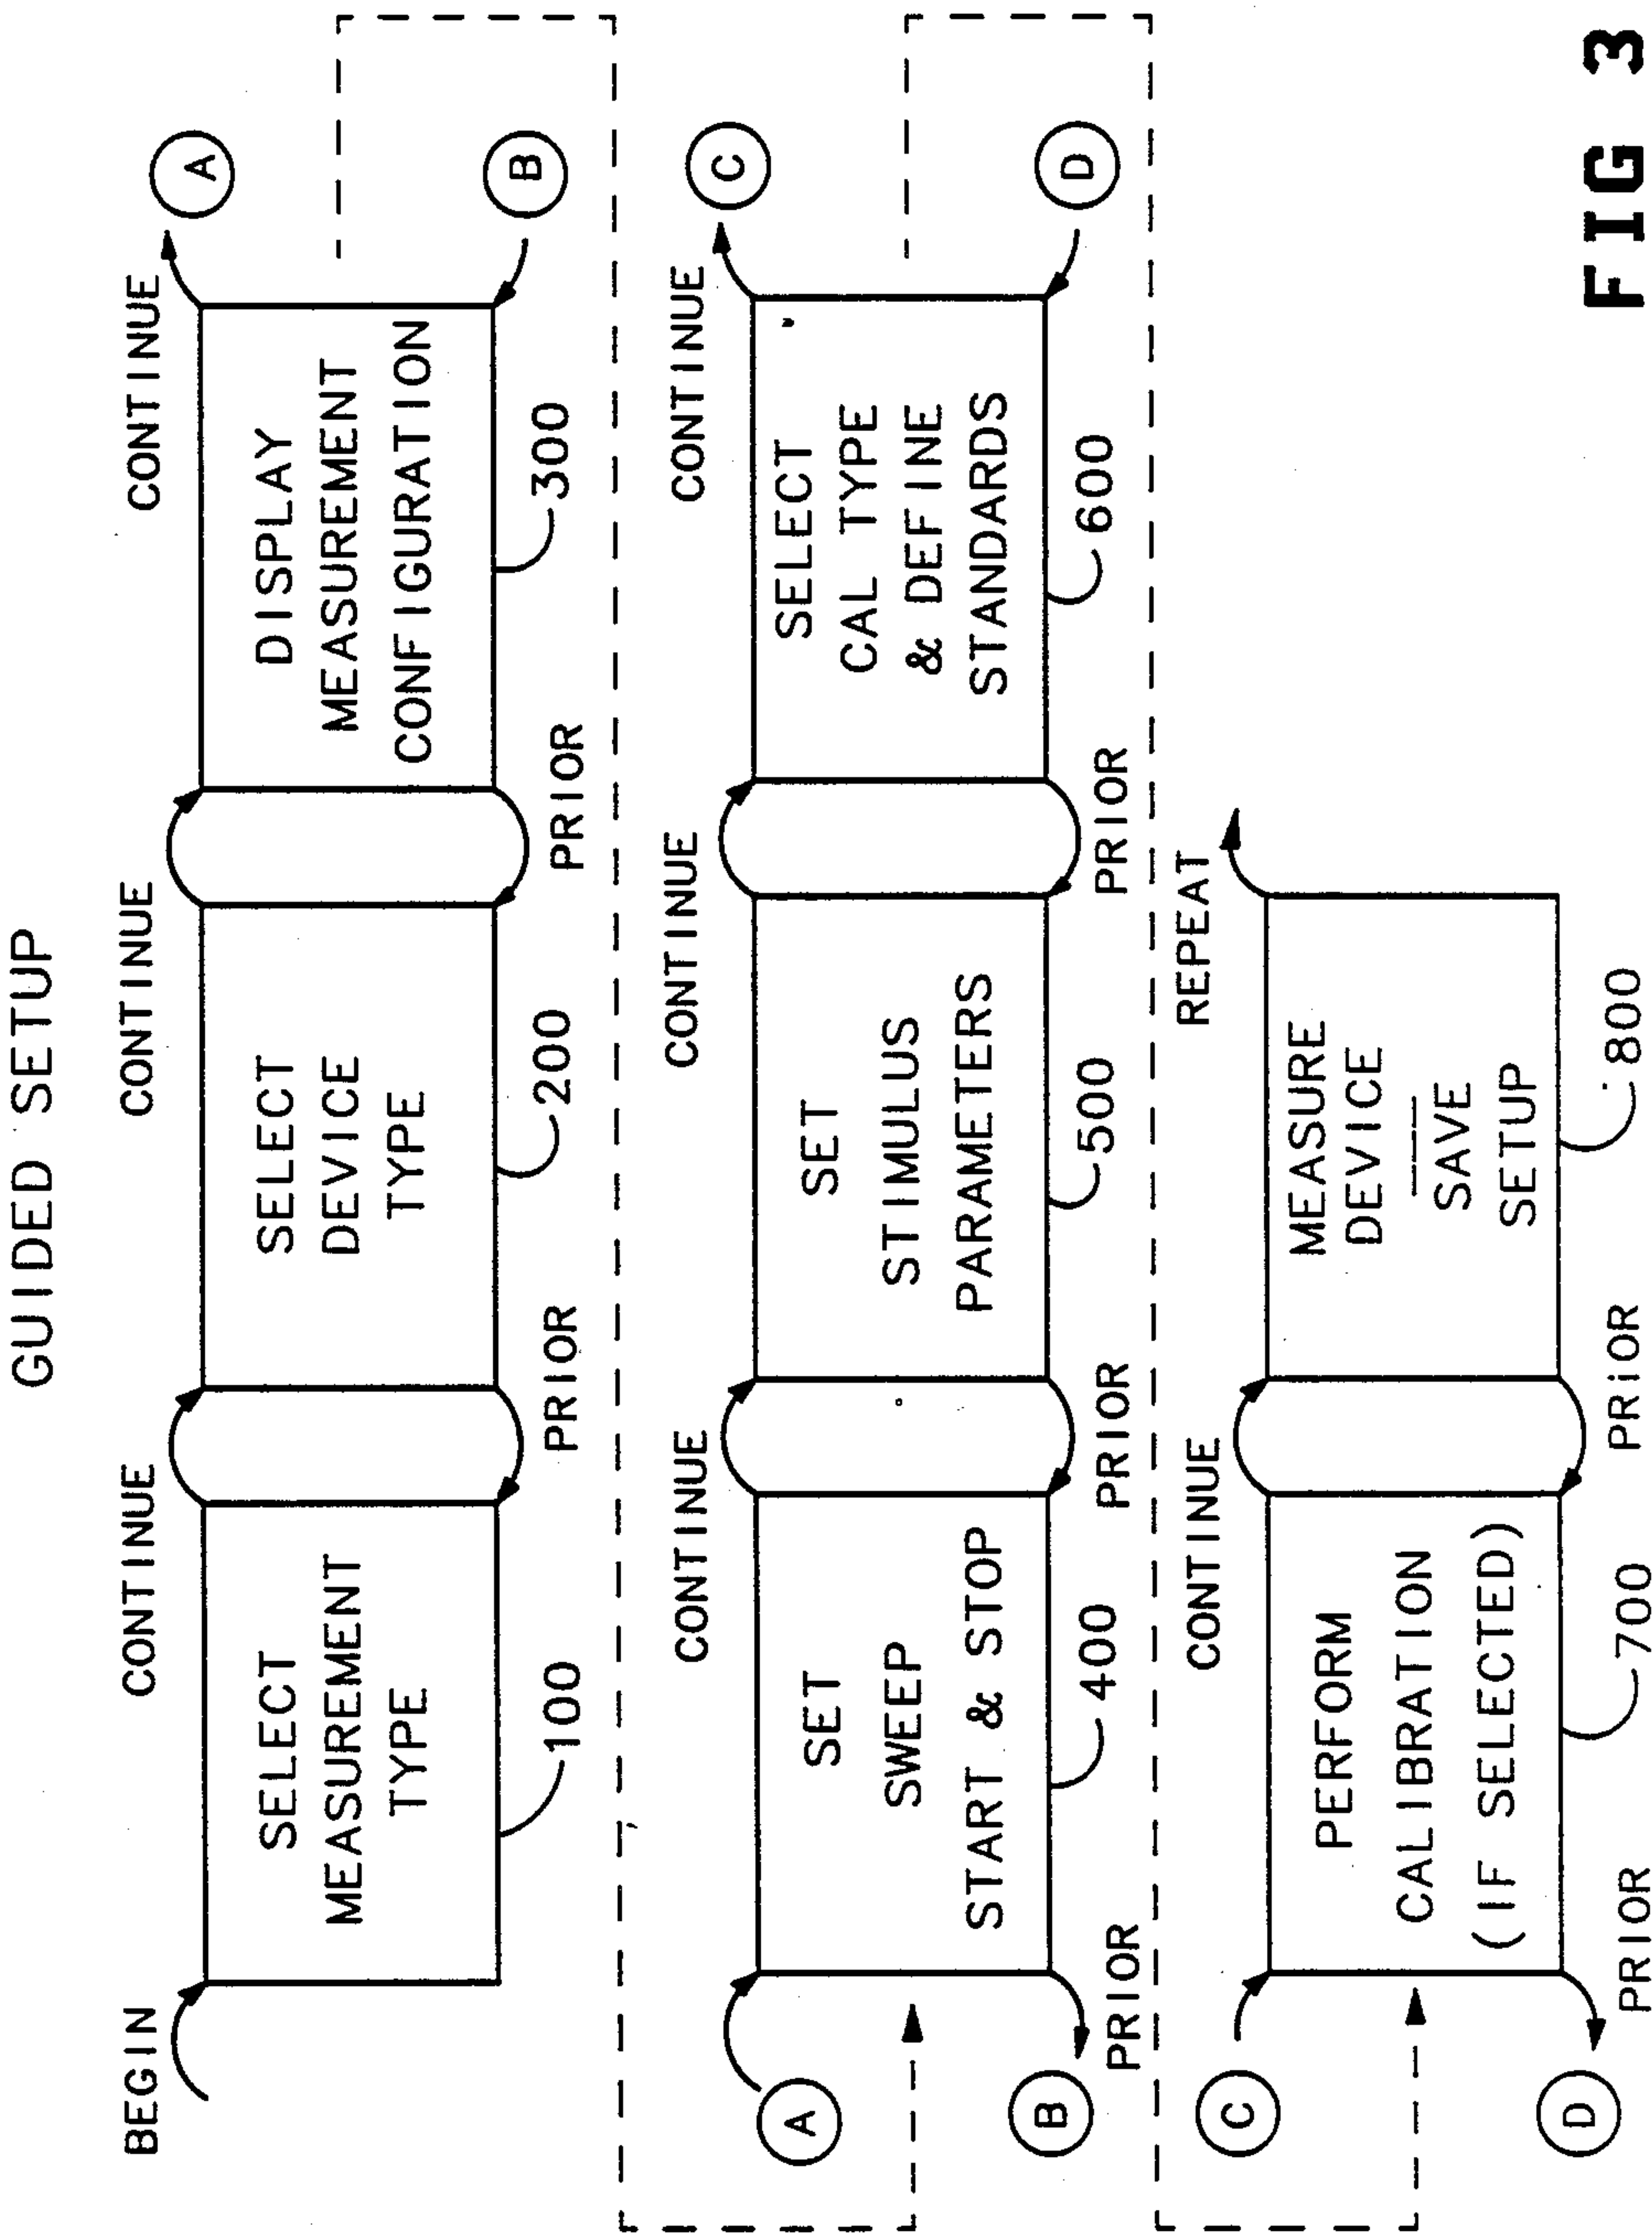 GUIDED SETUP
BEGIN
CONTINUE
CONTINUE
CONTINUE
A
SELECT
MEASUREMENT
TYPE
SELECT
DEVICE
TYPE
DISPLAY
MEASUREMENT
CONFIGURATION
B
100
PRIOR
200
PRIOR
300
CONTINUE
CONTINUE
CONTINUE
C
A
SET
SWEEP
START & STOP
SET
STIMULUS
PARAMETERS
SELECT
CAL TYPE
& DEFINE
STANDARDS
D
B
PRIOR
400
PRIOR
500
PRIOR
600
CONTINUE
REPEAT
C
PERFORM
CALIBRATION
(IF SELECTED)
MEASURE
DEVICE
SAVE
SETUP
D
PRIOR
700
PRiOR
800
FIG 3